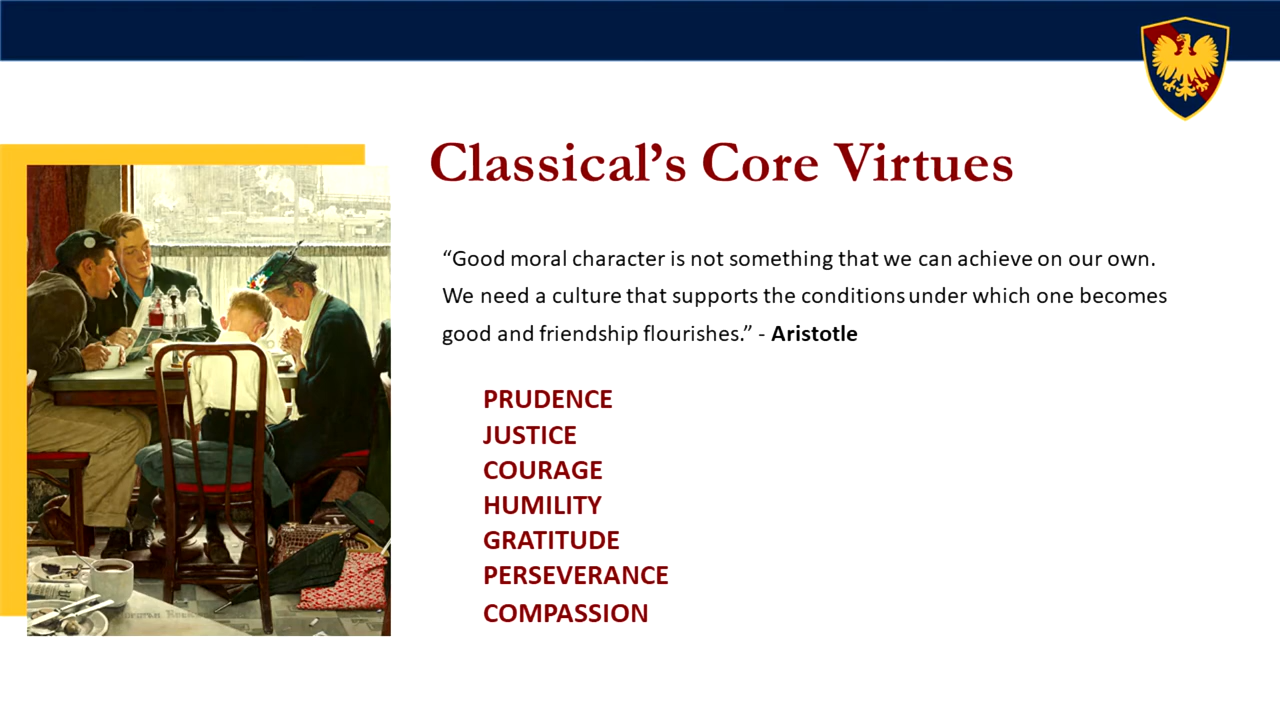 Classical’s Core Virtues
“Good moral character is not something that we can achieve on our own.
We need a culture that supports the conditions under which one becomes
good and friendship flourishes.” - Aristotle
PRUDENCE
JUSTICE
COURAGE
HUMILITY
GRATITUDE
PERSEVERANCE
COMPASSION